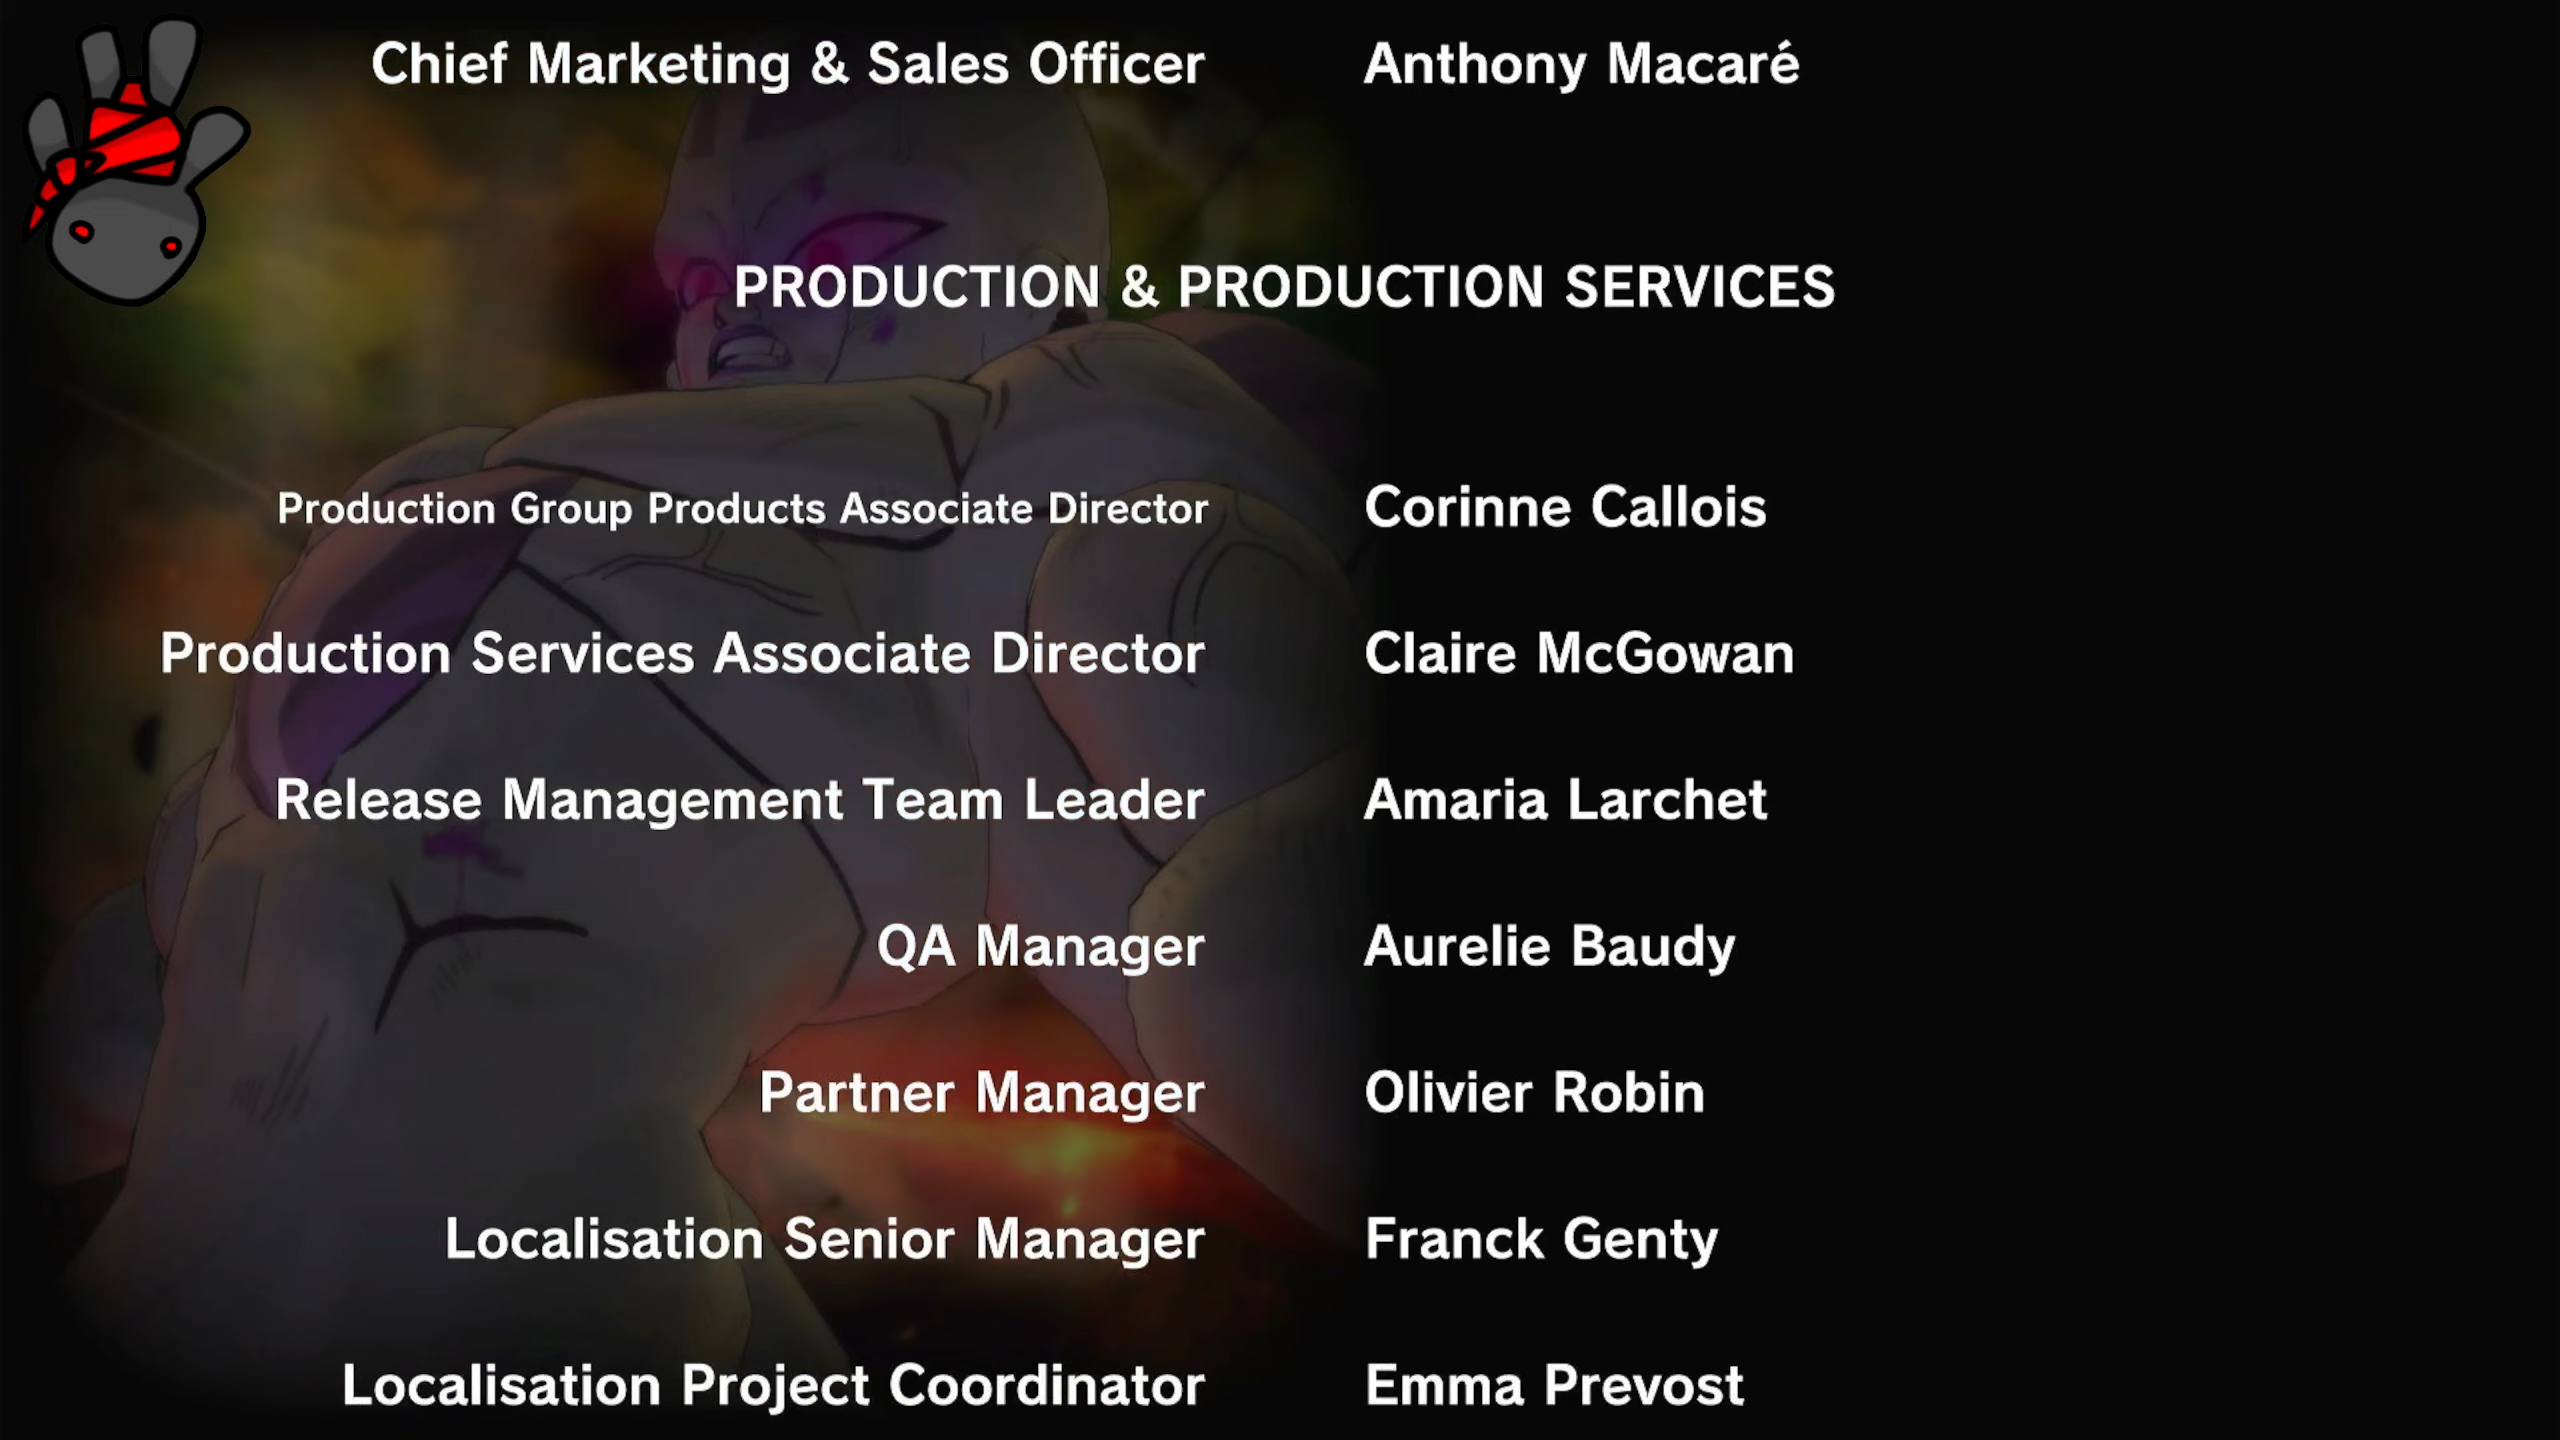 Chief Marketing & Sales Officer Anthony Macaré
PRODUCTION & PRODUCTION SERVICES
Production Group Products Associate Director Corinne Callois
Production Services Associate Director Claire McGowan
Release Management Team Leader Amaria Larchet
QA Manager Aurelie Baudy
Partner Manager Olivier Robin
Localisation Senior Manager Franck Genty
Localisation Project Coordinator Emma Prevost